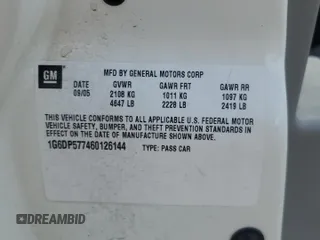 GM
MFD BY GENERAL MOTORS CORP
DATE GVWR GAWR FRT GAWR RR
09/05 2108 KG 1011 KG 1097 KG
4647 LB 2228 LB 2419 LB
THIS VEHICLE CONFORMS TO ALL APPLICABLE U.S. FEDERAL MOTOR
VEHICLE SAFETY, BUMPER, AND THEFT PREVENTION STANDARDS IN
EFFECT ON THE DATE OF MANUFACTURE SHOWN ABOVE.
1G6DP577460126144 TYPE: PASS CAR
DREAMBID